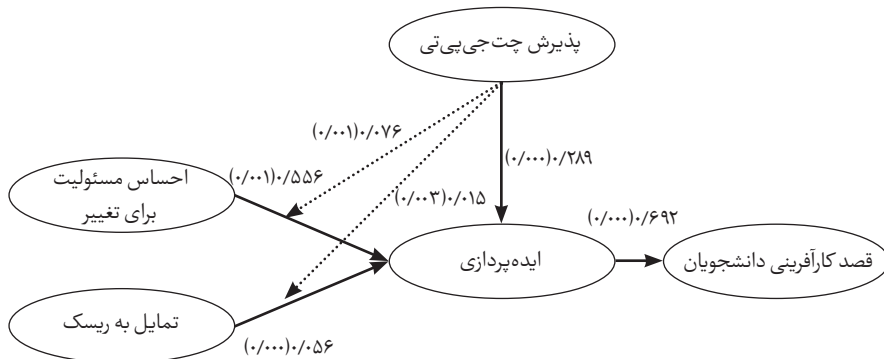 پذیرش چت‌جی‌پی‌تی
(۰/۰۰۱)۰/۰۷۶
(۰/۰۰۰)۰/۲۸۹
(۰/۰۰۱)۰/۵۵۶
احساس مسئولیت
برای تغییر
(۰/۰۰۳)۰/۰۱۵
(۰/۰۰۰)۰/۶۹۲
ایده‌پردازی
قصد کارآفرینی دانشجویان
تمایل به ریسک
(۰/۰۰۰)۰/۰۵۶